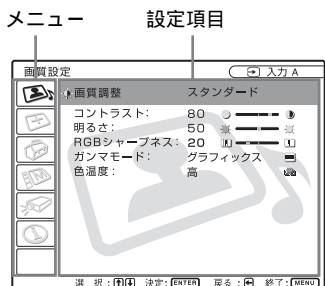 メニュー 設定項目
画質設定 入力 A
画質調整 スタンダード
コントラスト: 80
明るさ: 50
RGBシャープネス: 20
ガンマモード: グラフィックス
色温度: 高
選 択: 決定: ENTER 戻る: 終了: MENU